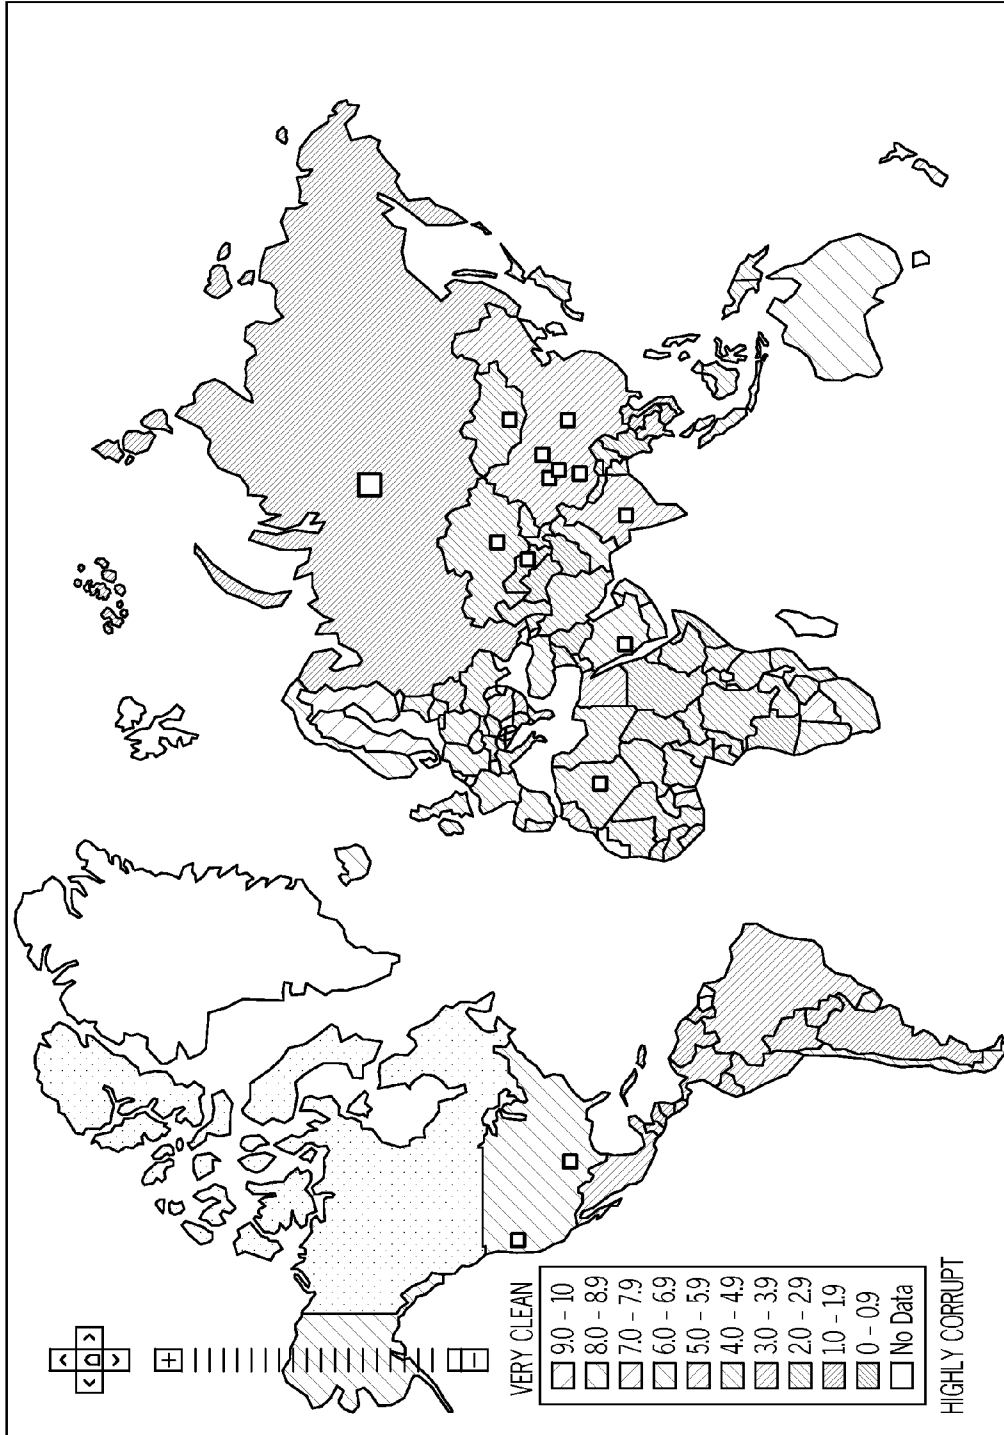 VERY CLEAN
9.0 – 10
8.0 – 8.9
7.0 – 7.9
6.0 – 6.9
5.0 – 5.9
4.0 – 4.9
3.0 – 3.9
2.0 – 2.9
1.0 – 1.9
0 – 0.9
No Data
HIGHLY CORRUPT